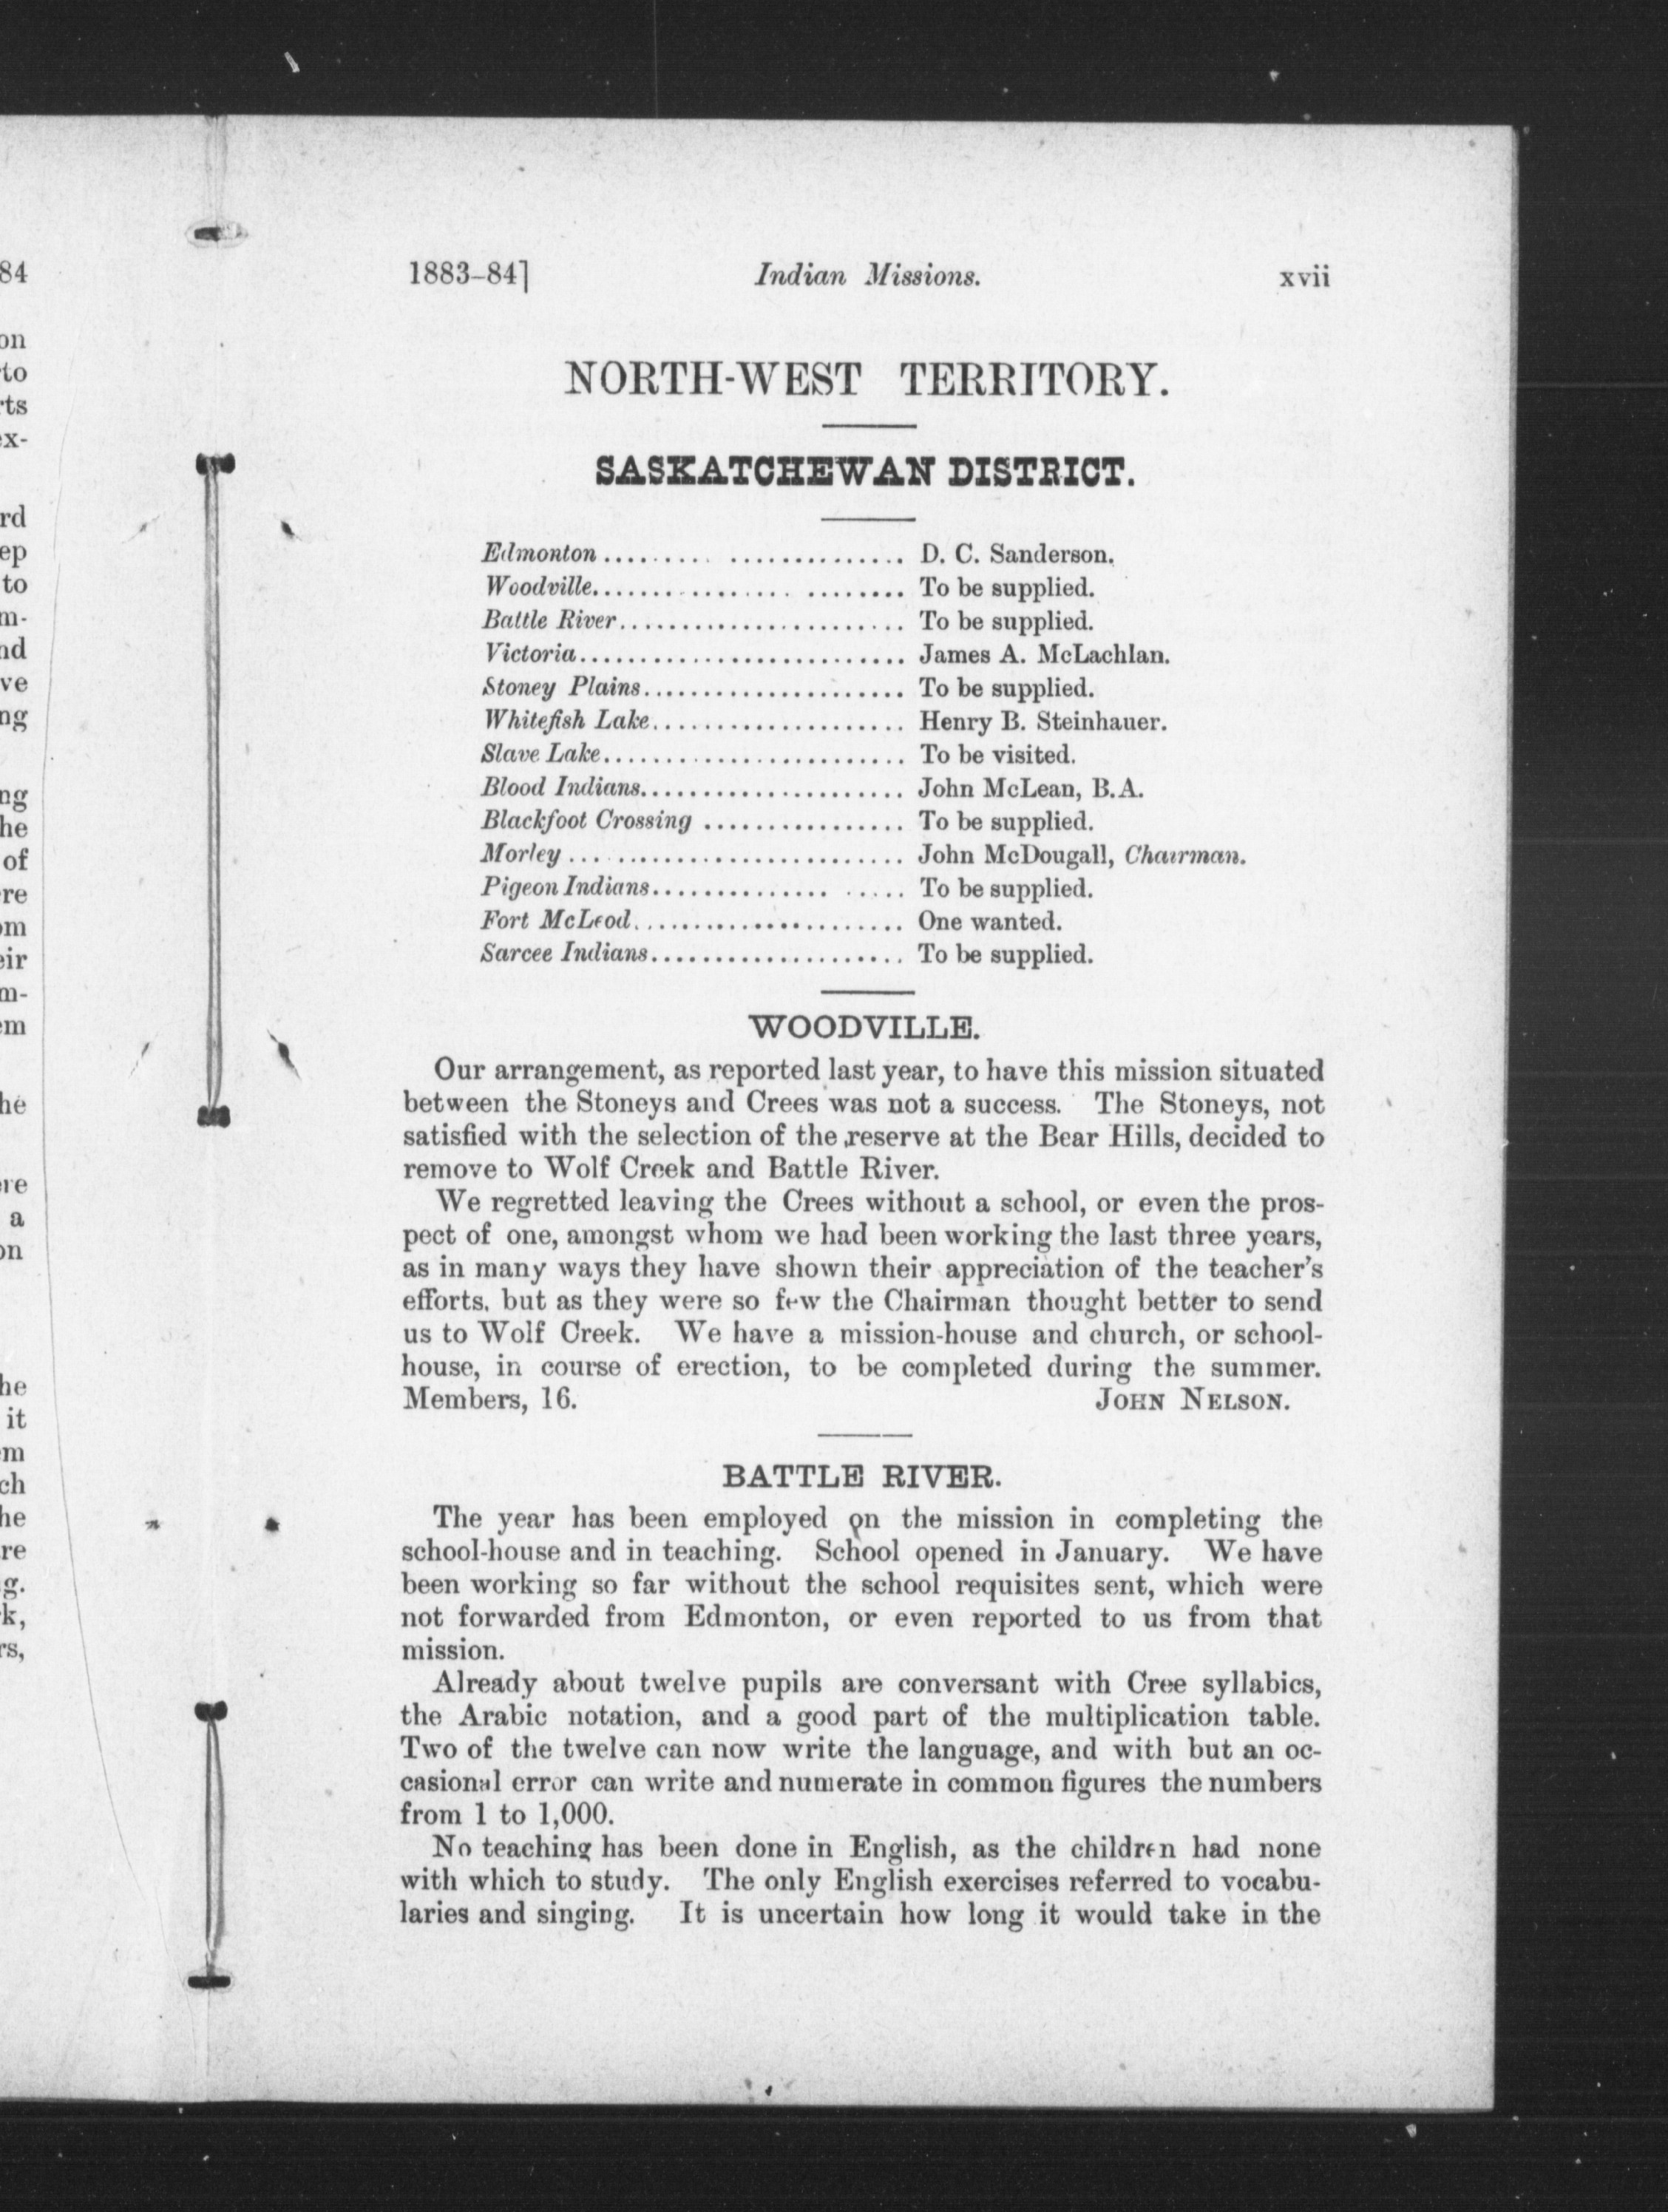 1883-84] Indian Missions. xvii
NORTH-WEST TERRITORY.
SASKATCHEWAN DISTRICT.
Edmonton .......... .............. D. C. Sanderson.
Woodville................ ........ To be supplied.
Battle River....................... To be supplied.
Victoria........................... James A. McLachlan.
Stoney Plains...................... To be supplied.
Whitefish Lake..................... Henry B. Steinhauer.
Slave Lake......................... To be visited.
Blood Indians...................... John McLean, B.A.
Blackfoot Crossing ................ To be supplied.
Morley ............................ John McDougall, Chairman.
Pigeon Indians.............. ..... To be supplied.
Fort McLeod....................... One wanted.
Sarcee Indians..................... To be supplied.
WOODVILLE.
Our arrangement, as reported last year, to have this mission situated
between the Stoneys and Crees was not a success. The Stoneys, not
satisfied with the selection of the reserve at the Bear Hills, decided to
remove to Wolf Creek and Battle River.
We regretted leaving the Crees without a school, or even the pros-
pect of one, amongst whom we had been working the last three years,
as in many ways they have shown their appreciation of the teacher's
efforts, but as they were so few the Chairman thought better to send
us to Wolf Creek. We have a mission-house and church, or school-
house, in course of erection, to be completed during the summer.
Members, 16. JOHN NELSON.
BATTLE RIVER.
The year has been employed on the mission in completing the
school-house and in teaching. School opened in January. We have
been working so far without the school requisites sent, which were
not forwarded from Edmonton, or even reported to us from that
mission.
Already about twelve pupils are conversant with Cree syllabics,
the Arabic notation, and a good part of the multiplication table.
Two of the twelve can now write the language, and with but an oc-
casional error can write and numerate in common figures the numbers
from 1 to 1,000.
No teaching has been done in English, as the children had none
with which to study. The only English exercises referred to vocabu-
laries and singing. It is uncertain how long it would take in the